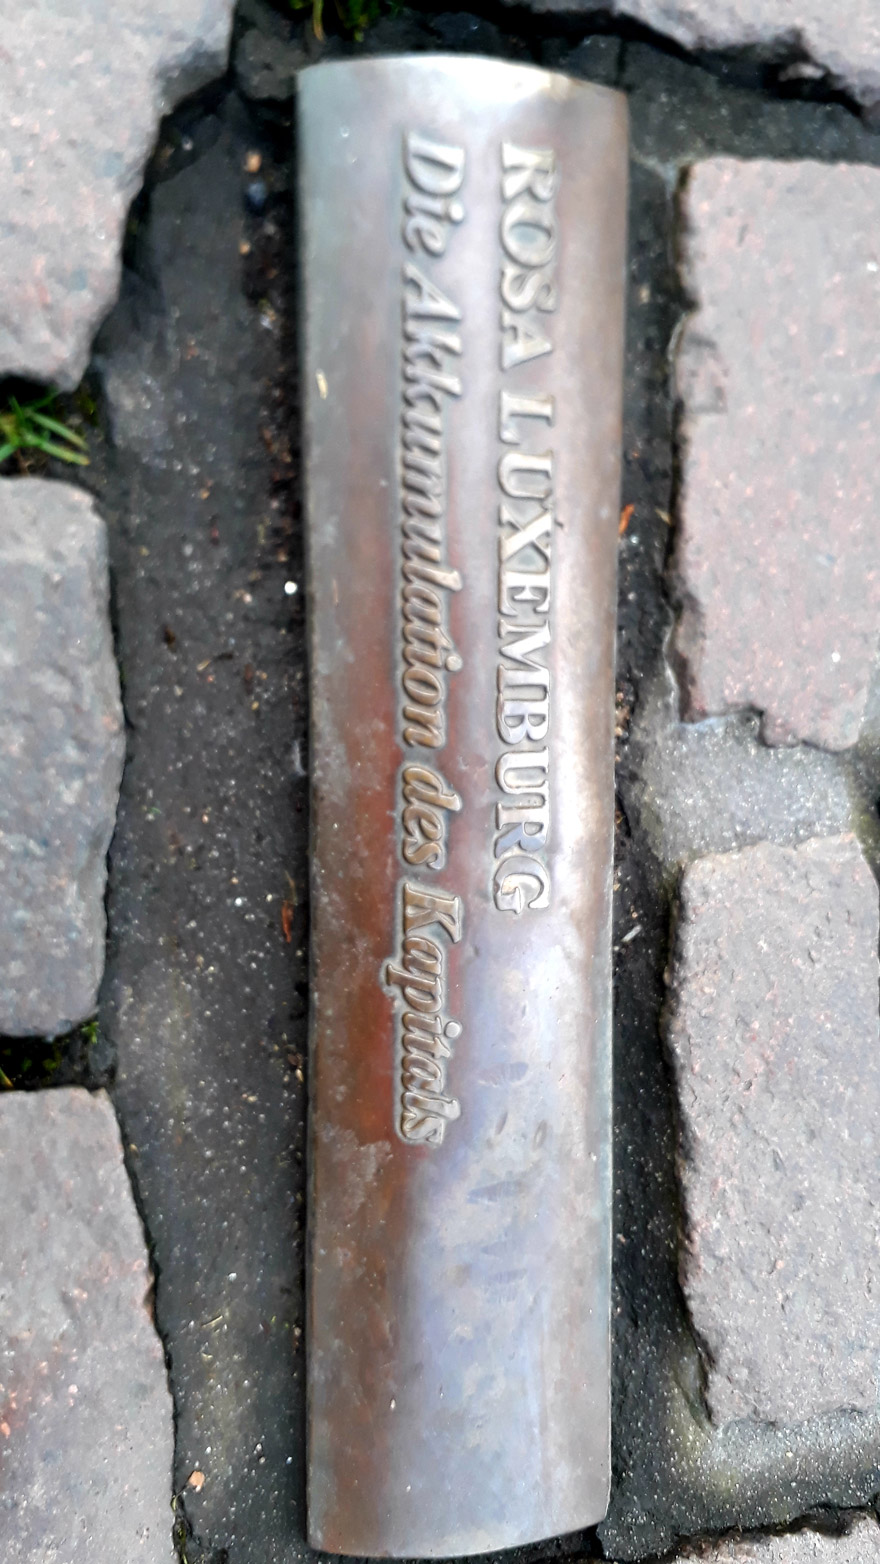 ROSA LUXEMBURG
Die Akkumulation des Kapitals